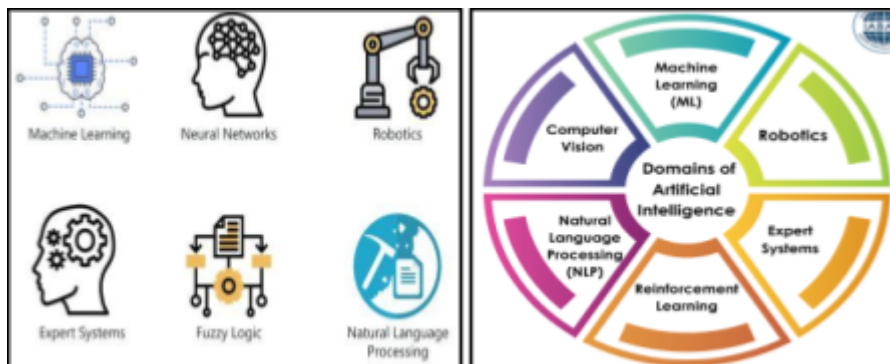 Machine Learning
Neural Networks
Robotics
Expert Systems
Fuzzy Logic
Natural Language
Processing
Machine
Learning
(ML)
Robotics
Expert
Systems
Reinforcement
Learning
Natural
Language
Processing
(NLP)
Computer
Vision
Domains of
Artificial
Intelligence